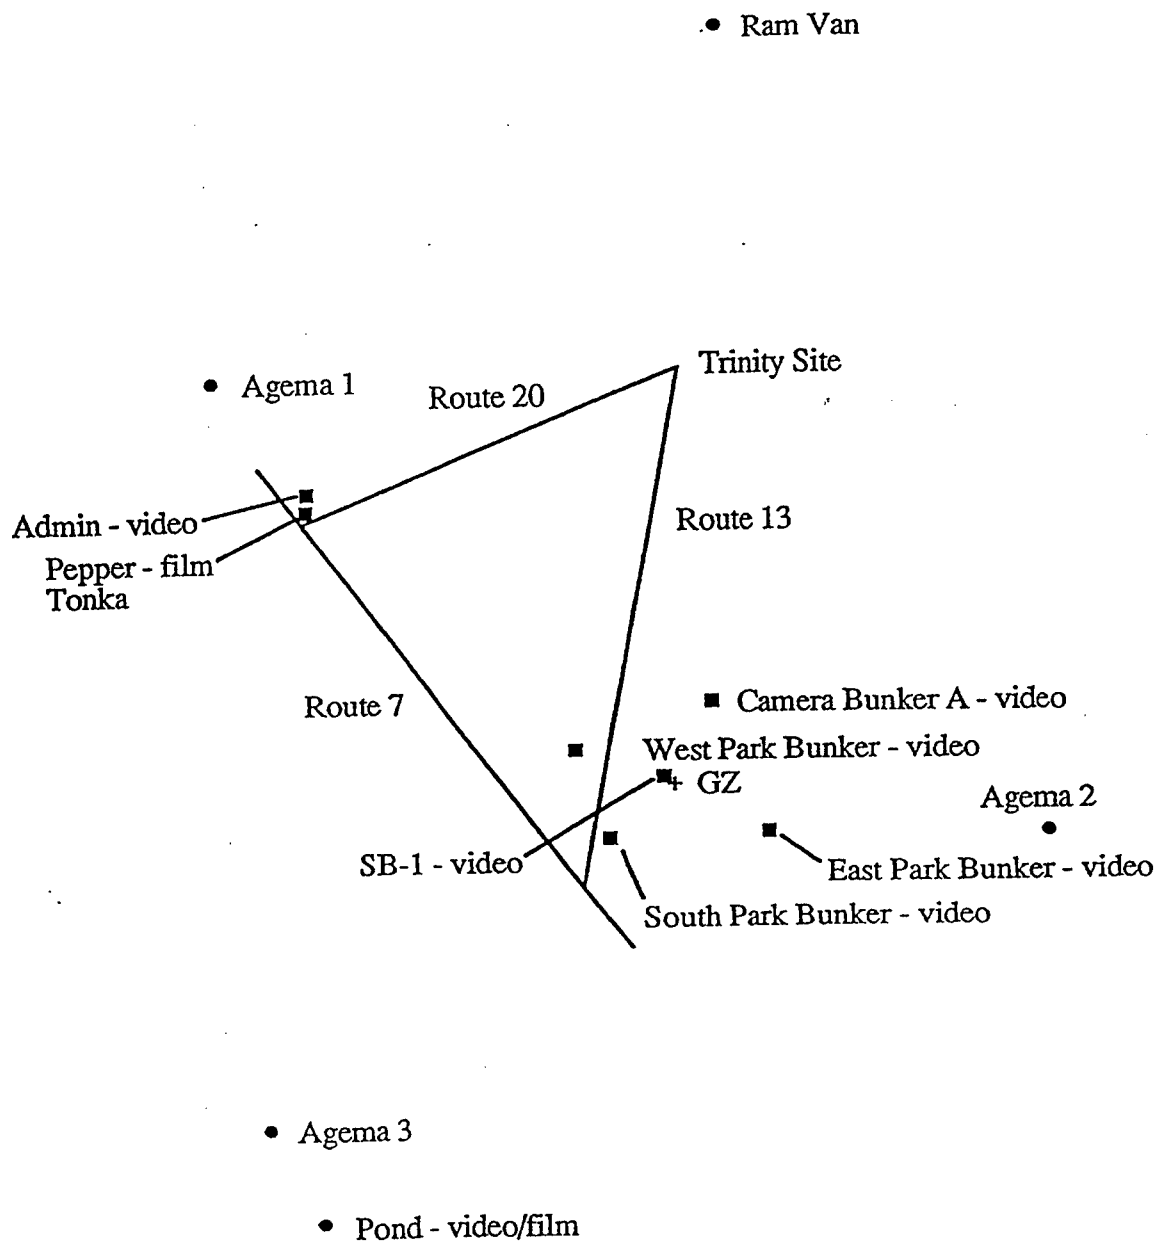 Ram Van
Trinity Site
Agema 1
Route 20
Admin - video
Route 13
Pepper - film
Tonka
Route 7
Camera Bunker A - video
West Park Bunker - video
GZ
Agema 2
SB-1 - video
East Park Bunker - video
South Park Bunker - video
Agema 3
Pond - video/film